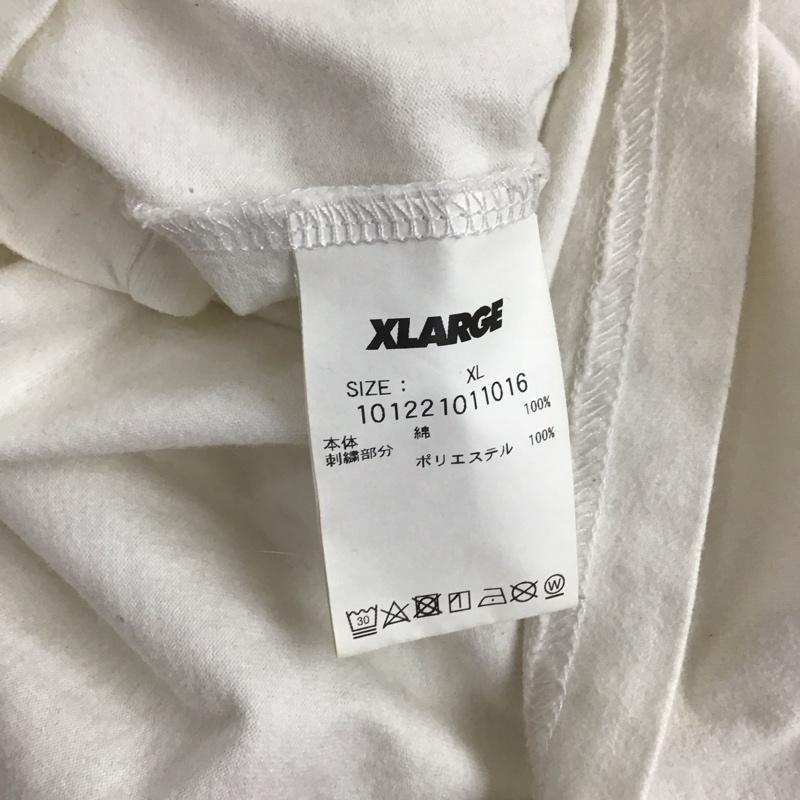 XLARGE
SIZE : XL
101221011016
本体 綿 100%
刺繍部分 ポリエステル 100%
30 W